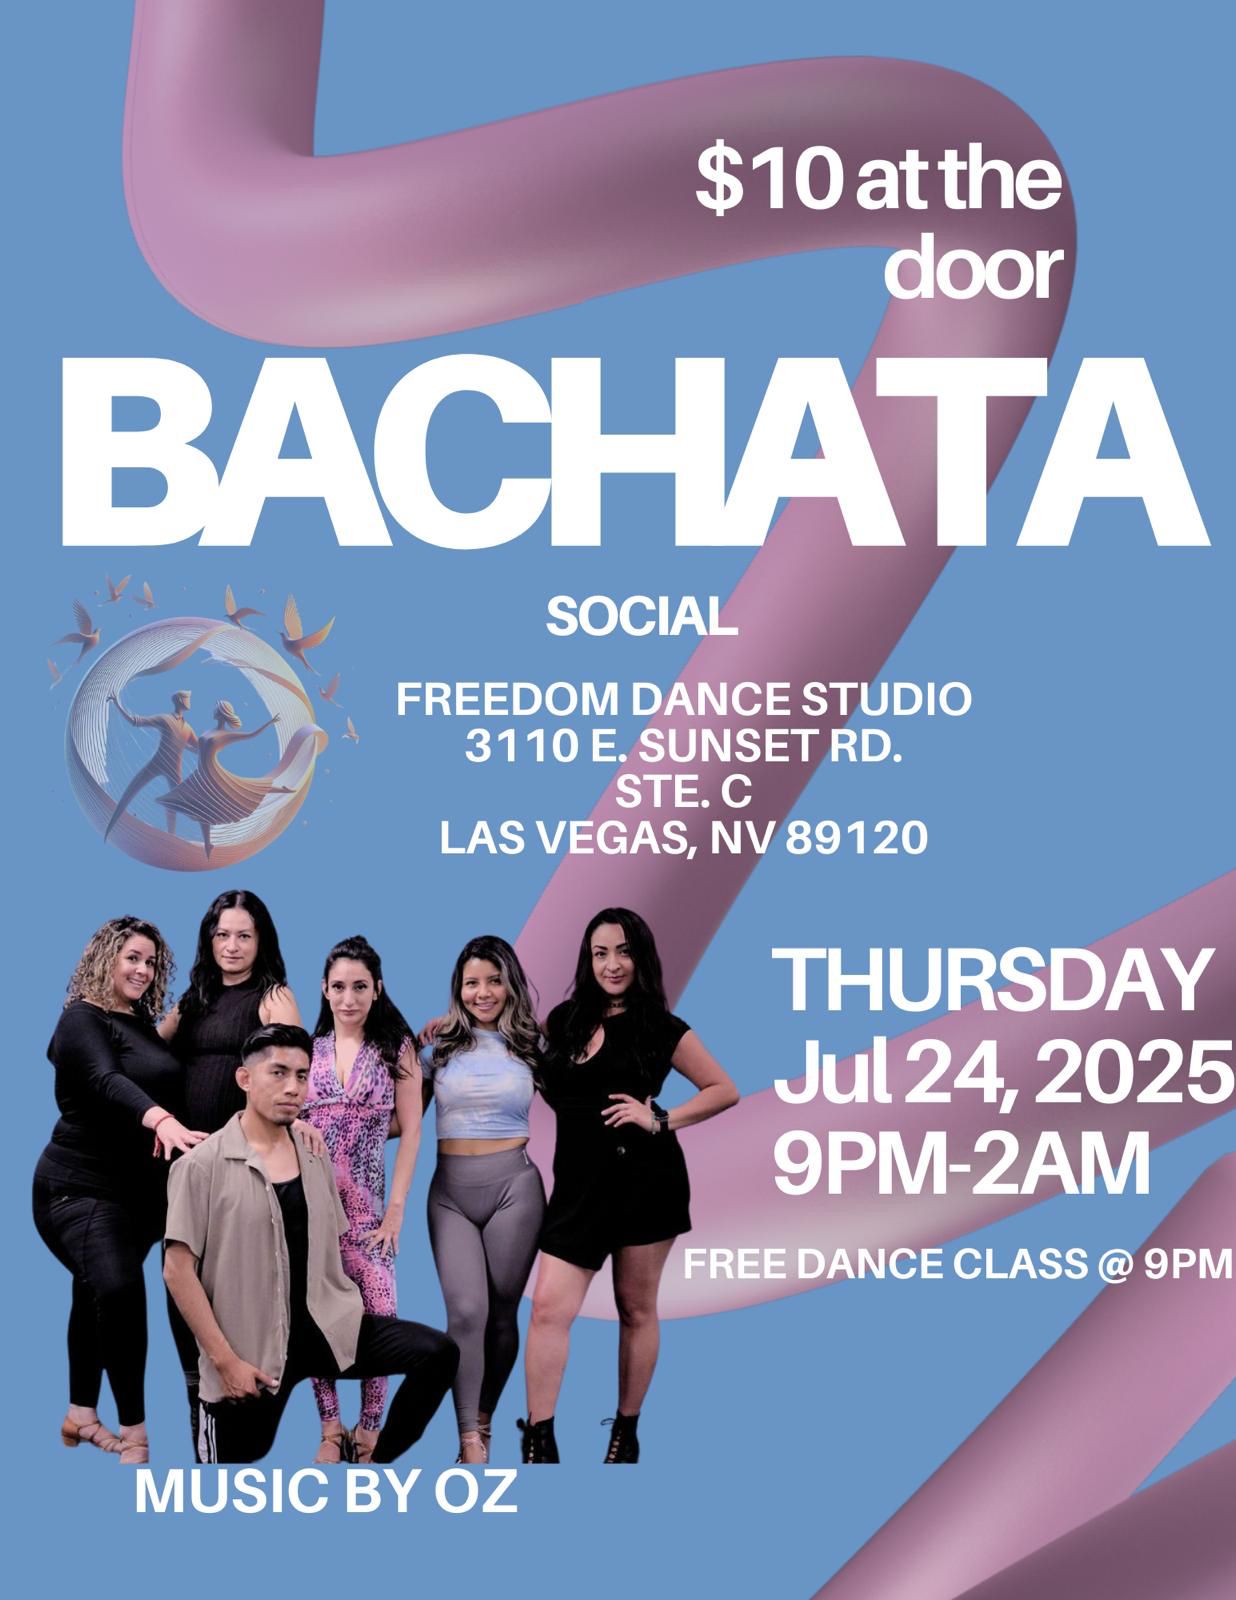 $10 at the
door
BACHATA
SOCIAL
FREEDOM DANCE STUDIO
3110 E. SUNSET RD.
STE. C
LAS VEGAS, NV 89120
THURSDAY
Jul 24, 2025
9PM-2AM
FREE DANCE CLASS @ 9PM
MUSIC BY OZ